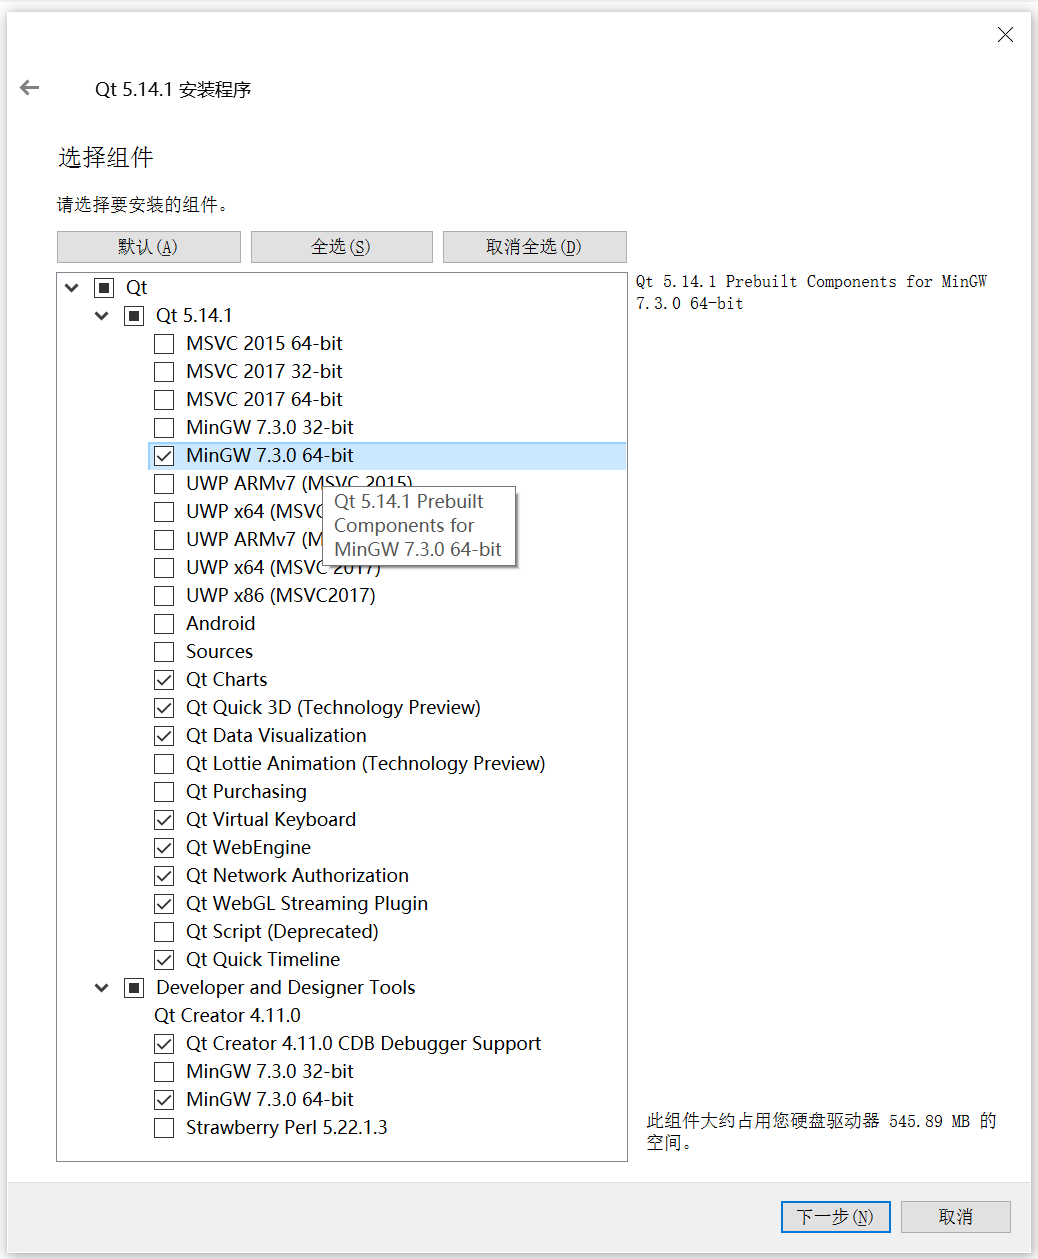 Qt 5.14.1 安装程序
选择组件
请选择要安装的组件。
默认(A)
全选(S)
取消全选(D)
Qt
Qt 5.14.1
MSVC 2015 64-bit
MSVC 2017 32-bit
MSVC 2017 64-bit
MinGW 7.3.0 32-bit
MinGW 7.3.0 64-bit
UWP ARMv7 (MSVC 2015)
UWP x64 (MSVC
UWP ARMv7 (M
UWP x64 (MSVC 2017)
UWP x86 (MSVC2017)
Android
Sources
Qt Charts
Qt Quick 3D (Technology Preview)
Qt Data Visualization
Qt Lottie Animation (Technology Preview)
Qt Purchasing
Qt Virtual Keyboard
Qt WebEngine
Qt Network Authorization
Qt WebGL Streaming Plugin
Qt Script (Deprecated)
Qt Quick Timeline
Developer and Designer Tools
Qt Creator 4.11.0
Qt Creator 4.11.0 CDB Debugger Support
MinGW 7.3.0 32-bit
MinGW 7.3.0 64-bit
Strawberry Perl 5.22.1.3
Qt 5.14.1 Prebuilt
Components for
MinGW 7.3.0 64-bit
Qt 5.14.1 Prebuilt Components for MinGW
7.3.0 64-bit
此组件大约占用您硬盘驱动器 545.89 MB 的
空间。
下一步(N)
取消